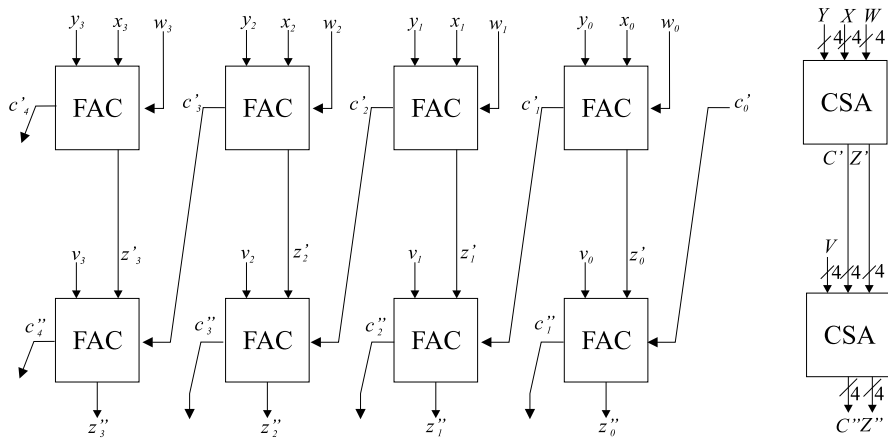 y₃ x₃ w₃ y₂ x₂ w₂ y₁ x₁ w₁ y₀ x₀ w₀ Y X W
4 4 4
c'₄ FAC c'₃ FAC c'₂ FAC c'₁ FAC c₀' CSA
C' Z'
z'₃ z'₂ z'₁ z'₀
v₃ v₂ v₁ v₀ V
4 4 4
c''₄ FAC c''₃ FAC c''₂ FAC c''₁ FAC CSA
4 4
z''₃ z''₂ z''₁ z''₀ C'' Z''